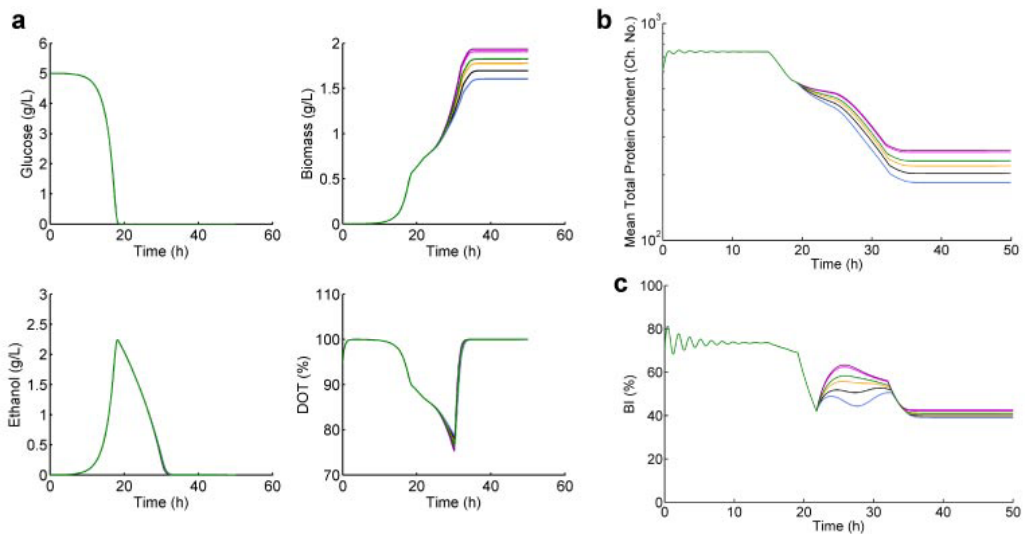 a
6
5
4
3
2
1
0
Glucose (g/L)
0 20 40 60
Time (h)
2
1.5
1
0.5
0
Biomass (g/L)
0 20 40 60
Time (h)
3
2.5
2
1.5
1
0.5
0
Ethanol (g/L)
0 20 40 60
Time (h)
110
100
90
80
70
DOT (%)
0 20 40 60
Time (h)
b
10³
10²
Mean Total Protein Content (Ch. No.)
0 10 20 30 40 50
Time (h)
c
100
80
60
40
20
0
BI (%)
0 10 20 30 40 50
Time (h)